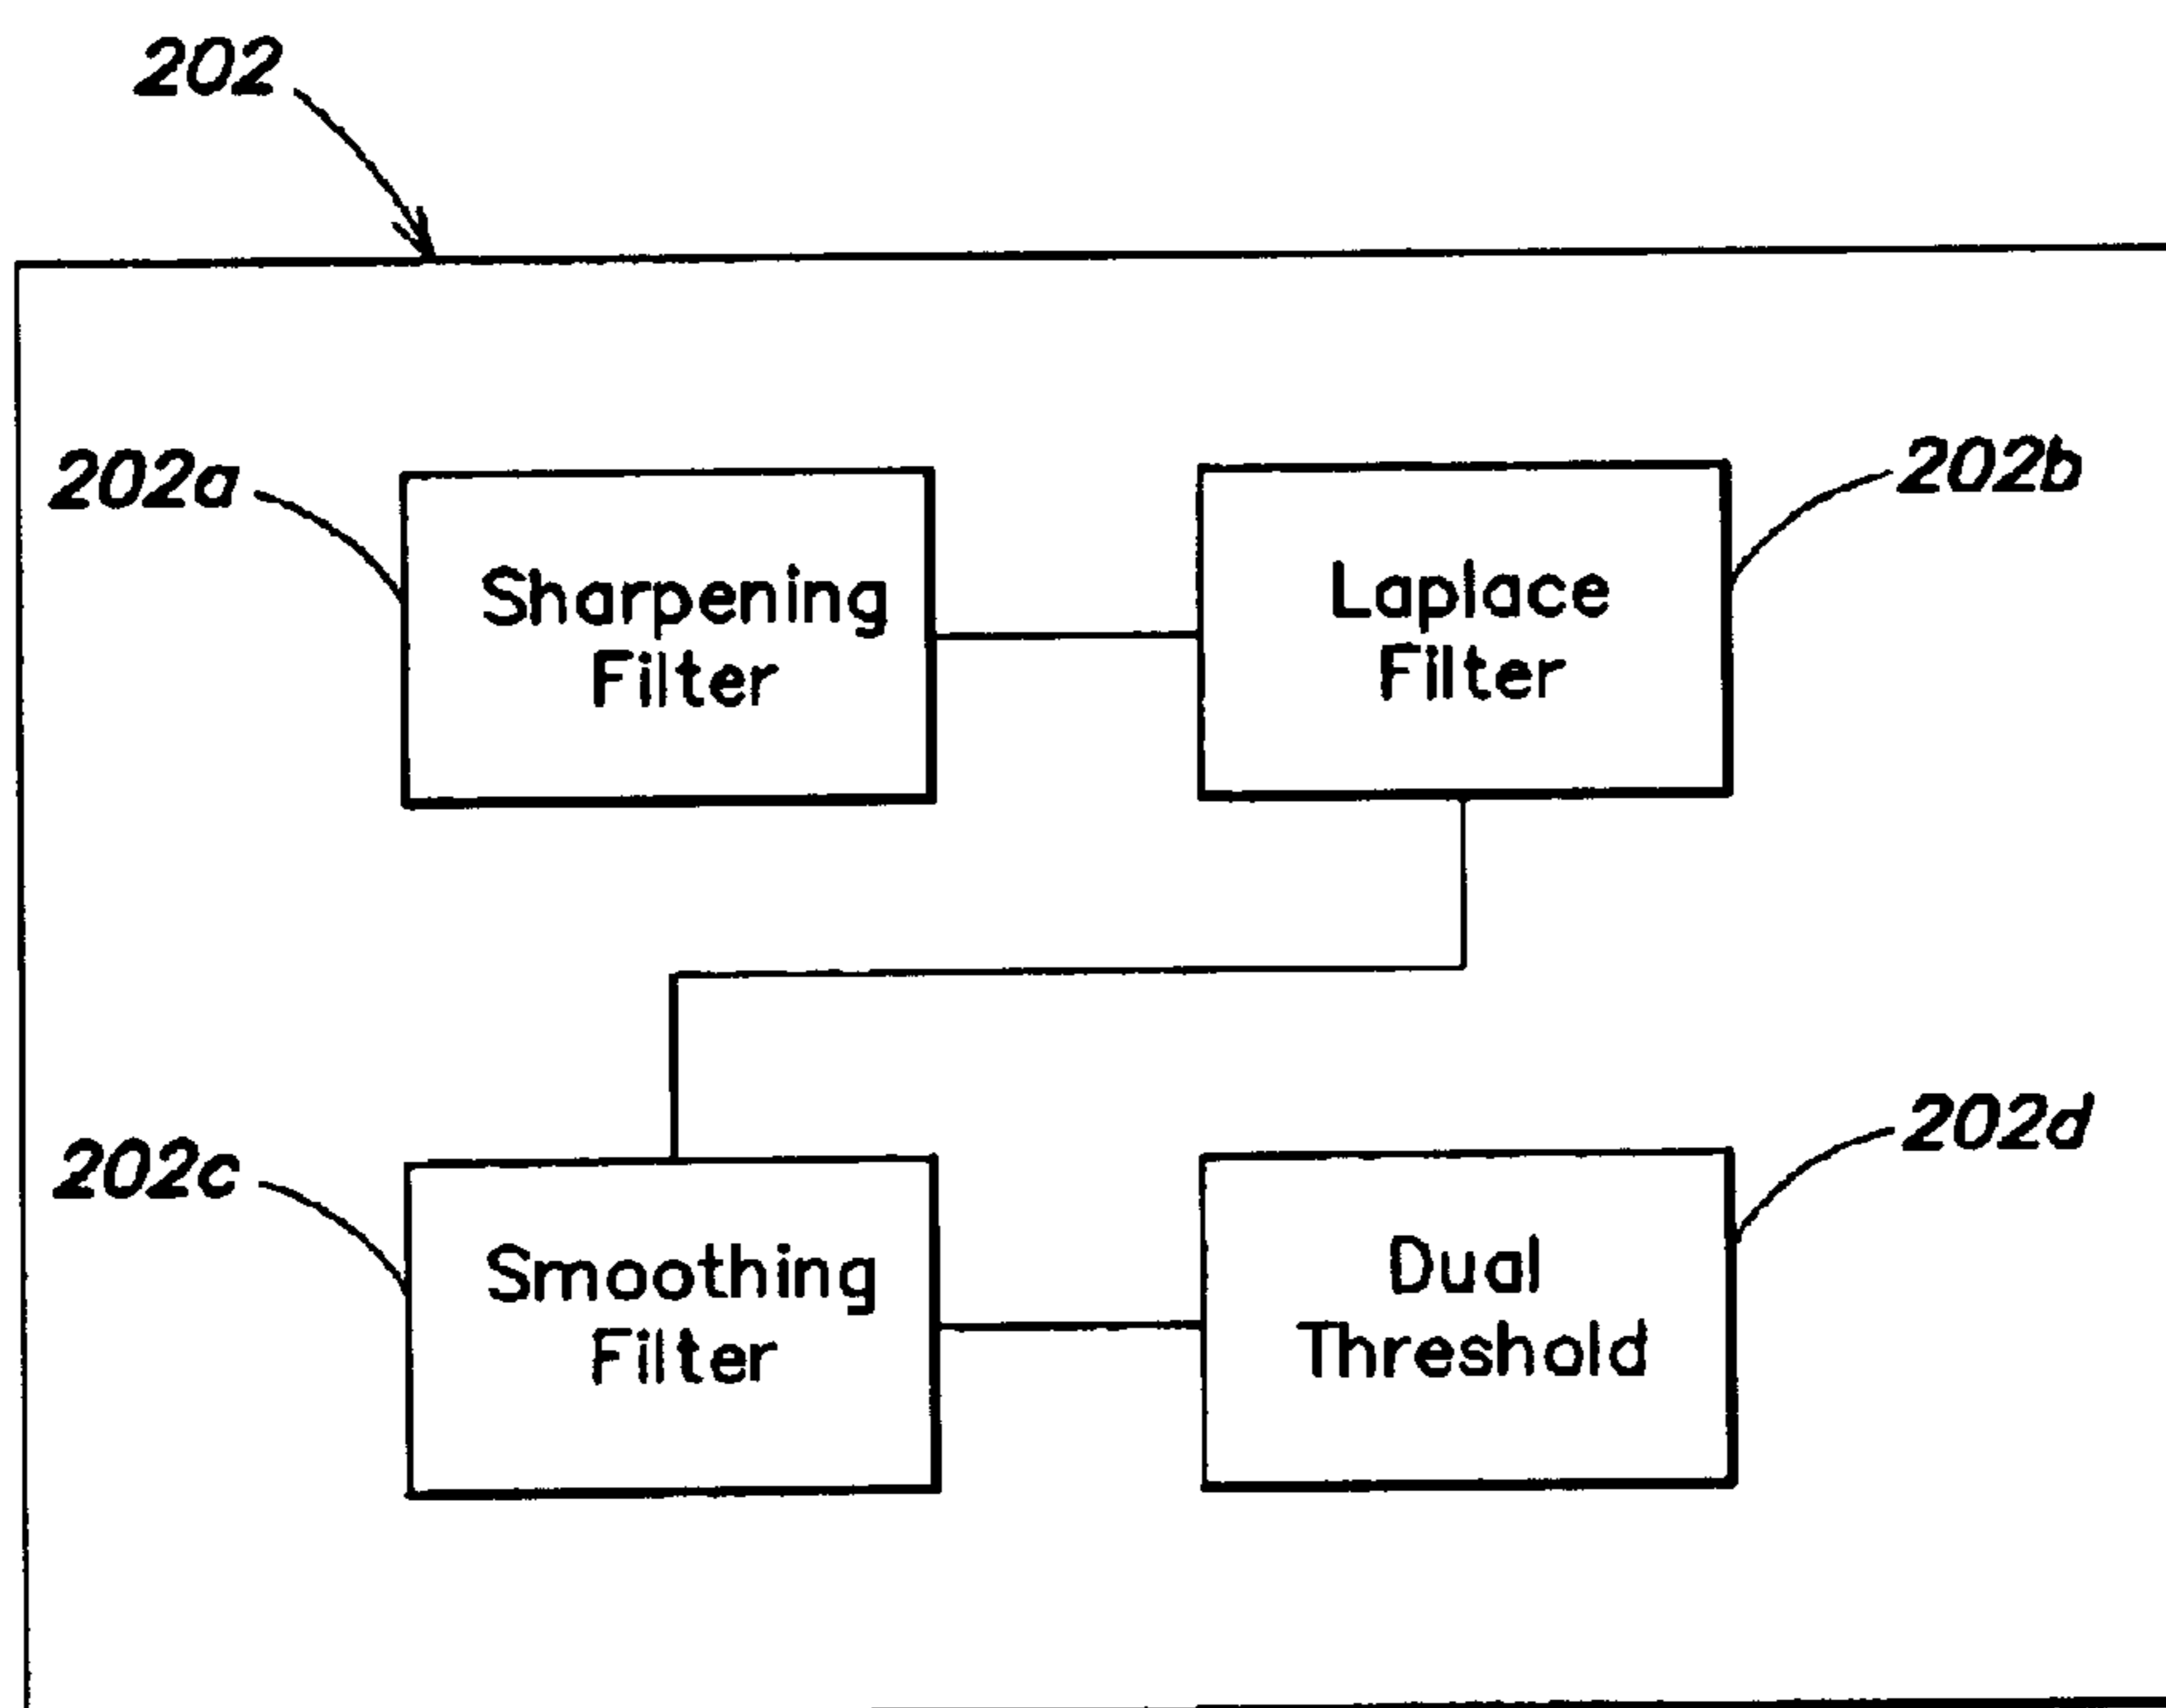 202
202a
Sharpening
Filter
Laplace
Filter
202b
202c
Smoothing
Filter
Dual
Threshold
202d